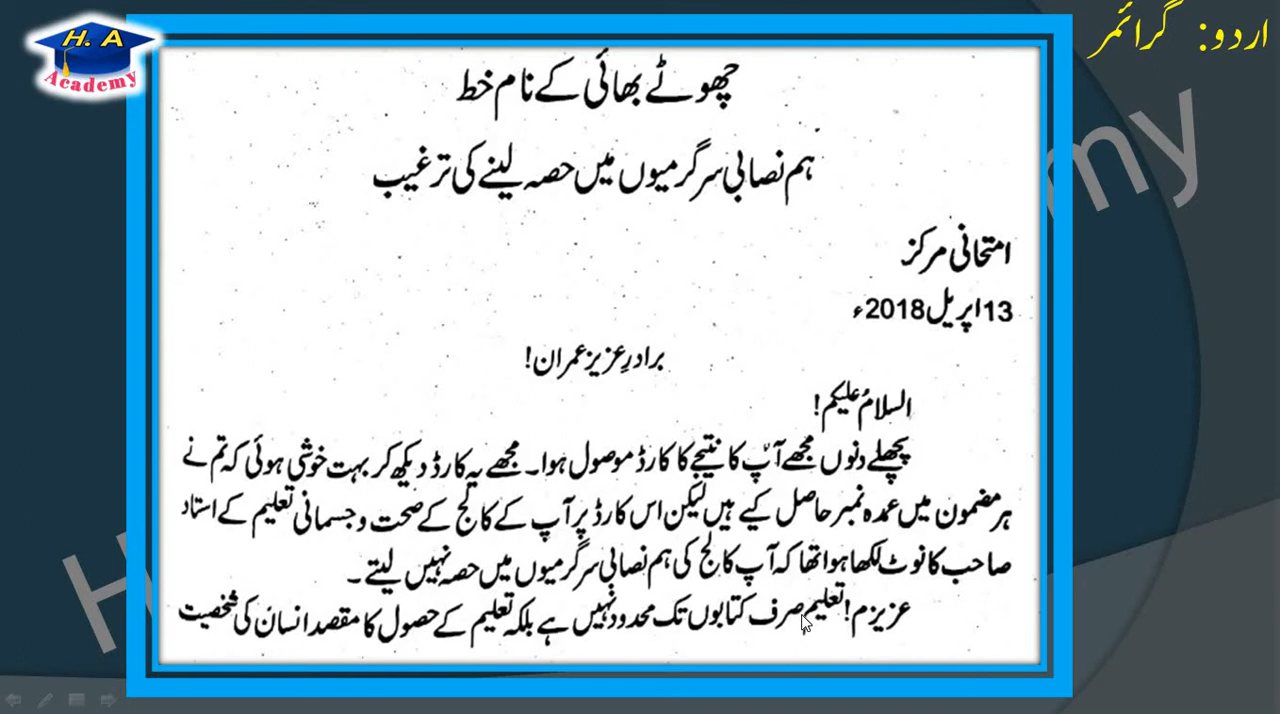 H. A
Academy
اردو: گرائمر
چھوٹے بھائی کے نام خط
ہم نصابی سرگرمیوں میں حصہ لینے کی ترغیب
امتحانی مرکز
13 اپریل 2018ء
برادرِ عزیز عمران!
السلامُ علیکم!
پچھلے دنوں مجھے آپ کا نتیجے کا کارڈ موصول ہوا۔ مجھے یہ کارڈ دیکھ کر بہت خوشی ہوئی کہ تم نے
ہر مضمون میں عمدہ نمبر حاصل کیے ہیں لیکن اس کارڈ پر آپ کے کالج کے صحت و جسمانی تعلیم کے استاد
صاحب کا نوٹ لکھا ہوا تھا کہ آپ کالج کی ہم نصابی سرگرمیوں میں حصہ نہیں لیتے۔
عزیزم! تعلیم صرف کتابوں تک محدود نہیں ہے بلکہ تعلیم کے حصول کا مقصد انسان کی شخصیت